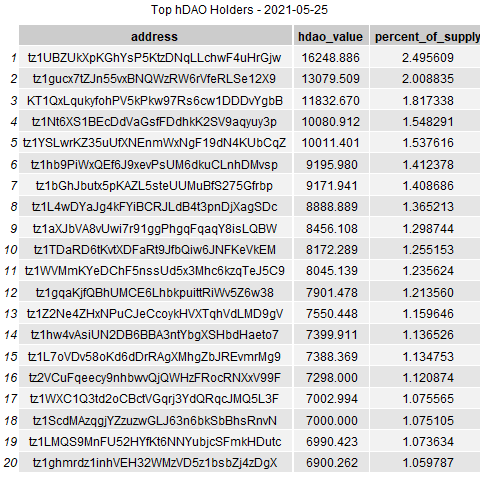 Top hDAO Holders - 2021-05-25
address hdao_value percent_of_supply
1 tz1UBZUkXpKGhYsP5KtzDNqLLchwF4uHrGjw 16248.886 2.495609
2 tz1gucx7tZJn55vxBNQWzRW6rVfeRLSe12X9 13079.509 2.008835
3 KT1QxLqukyfohPV5kPkw97Rs6cw1DDDvYgbB 11832.670 1.817338
4 tz1Nt6XS1BEcDdVaGsfFDdhkK2SV9aqyuy3p 10080.912 1.548291
5 tz1YSLwrKZ35uUfXNEnmWxNgF19dN4KUbCqZ 10011.401 1.537616
6 tz1hb9PiWxQEf6J9xevPsUM6dkuCLnhDMvsp 9195.980 1.412378
7 tz1bGhJbutx5pKAZL5steUUMuBfS275Gfrbp 9171.941 1.408686
8 tz1L4wDYaJg4kFYiBCRJLdB4t3pnDjXagSDc 8888.889 1.365213
9 tz1aXJbVA8vUwi7r91ggPhgqFqaqY8isLQBW 8456.108 1.298744
10 tz1TDaRD6tKvtXDFaRt9JfbQiw6JNFKeVkEM 8172.289 1.255153
11 tz1WVMmKYeDChF5nssUd5x3Mhc6kzqTeJ5C9 8045.139 1.235624
12 tz1gqaKjfQBhUMCE6LhbkpuittRiWv5Z6w38 7901.478 1.213560
13 tz1Z2Ne4ZHxNPuCJeCcoykHVXTqhVdLMD9gV 7550.448 1.159646
14 tz1hw4vAsiUN2DB6BBA3ntYbgXSHbdHaeto7 7399.911 1.136526
15 tz1L7oVDv58oKd6dDrRAgXMhgZbJREvmrMg9 7388.369 1.134753
16 tz2VCuFqeecy9nhbwvQjQWHzFRocRNXxV99F 7298.000 1.120874
17 tz1WXC1Q3td2oCBctVGqrj3YdQRqcJMQ5L3F 7002.994 1.075565
18 tz1ScdMAzqgjYZzuzwGLJ63n6bkSbBhsRnvN 7000.000 1.075105
19 tz1LMQS9MnFU52HYfKt6NNYubjcSFmkHDutc 6990.423 1.073634
20 tz1ghmrdz1inhVEH32WMzVD5z1bsbZj4zDgX 6900.262 1.059787